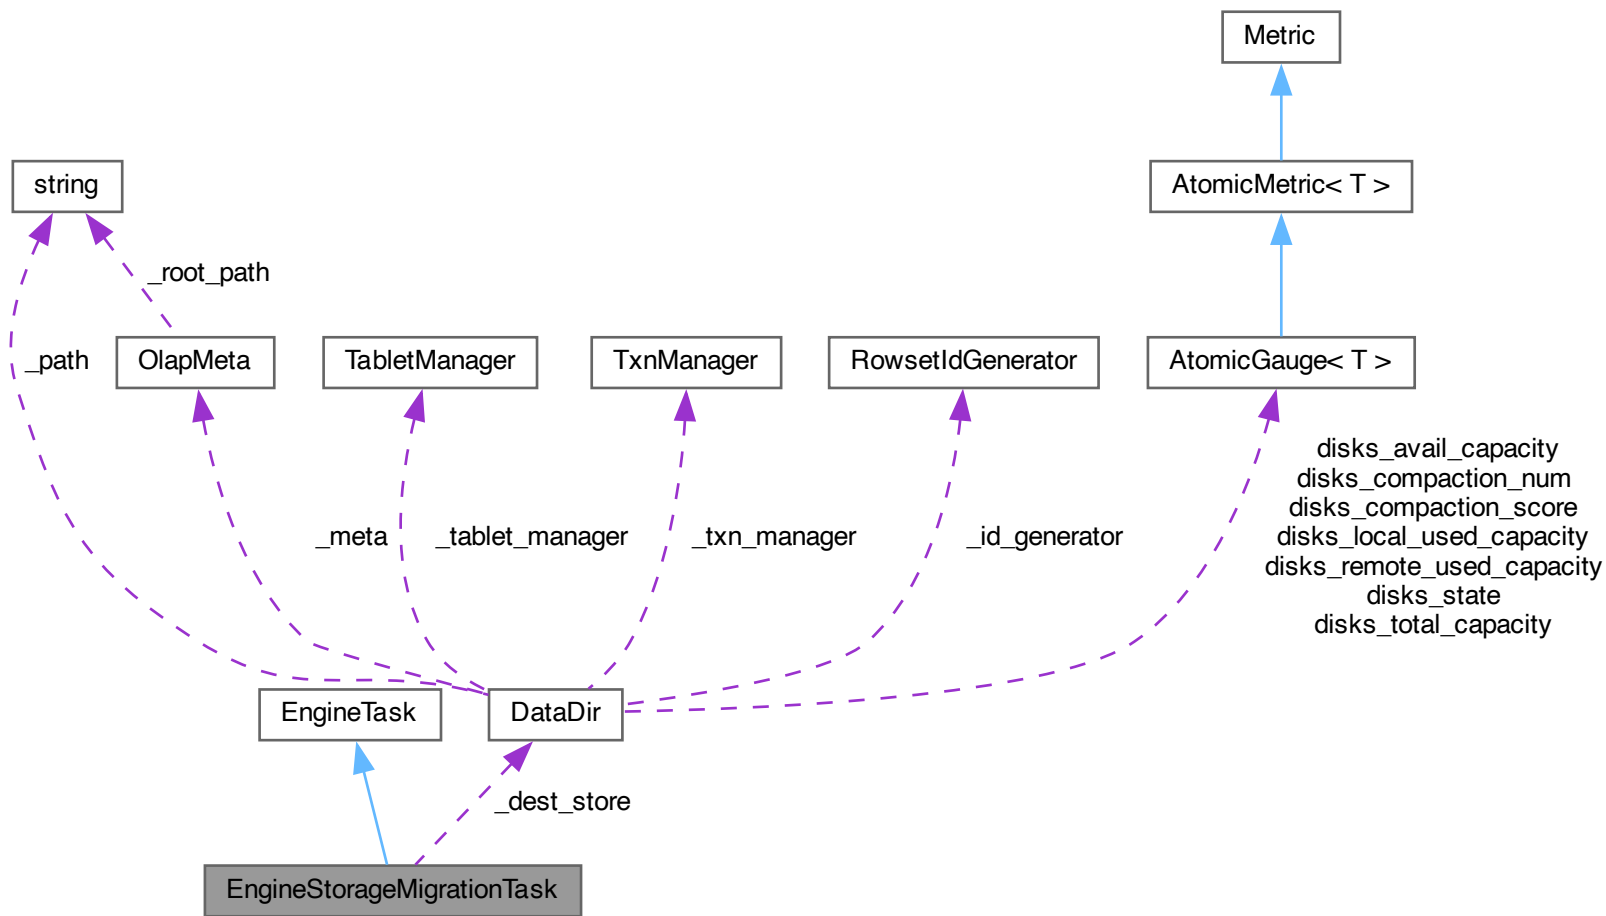 Metric
string
AtomicMetric< T >
_root_path
_path
OlapMeta
TabletManager
TxnManager
RowsetIdGenerator
AtomicGauge< T >
disks_avail_capacity
disks_compaction_num
disks_compaction_score
disks_local_used_capacity
disks_remote_used_capacity
disks_state
disks_total_capacity
_meta
_tablet_manager
_txn_manager
_id_generator
EngineTask
DataDir
_dest_store
EngineStorageMigrationTask